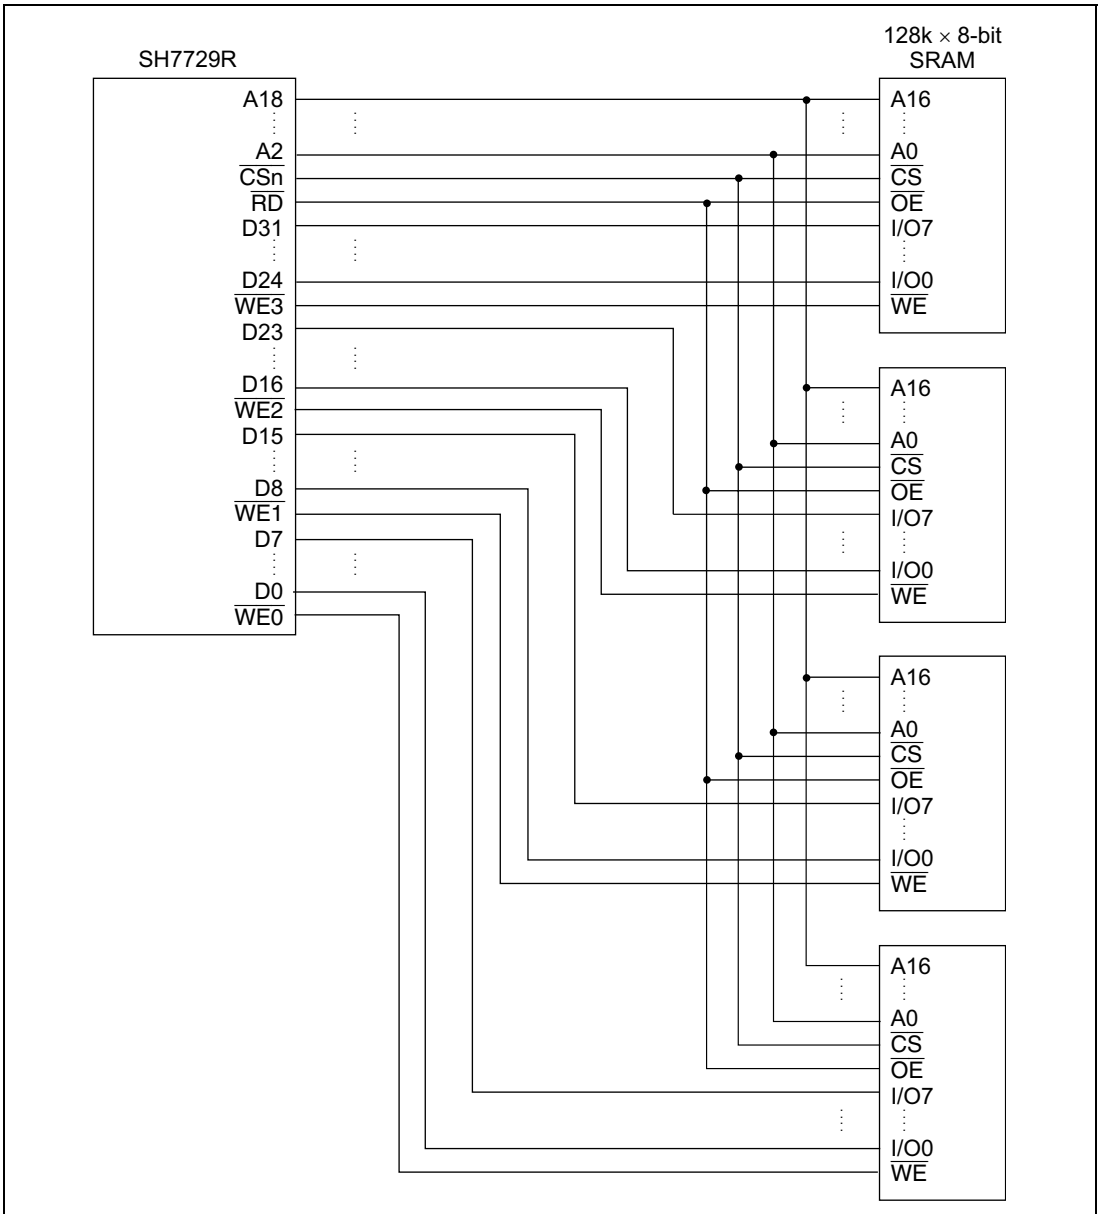 SH7729R
A18
A2
CSn
RD
D31
D24
WE3
D23
D16
WE2
D15
D8
WE1
D7
D0
WE0
128k × 8-bit
SRAM
A16
A0
CS
OE
I/O7
I/O0
WE
A16
A0
CS
OE
I/O7
I/O0
WE
A16
A0
CS
OE
I/O7
I/O0
WE
A16
A0
CS
OE
I/O7
I/O0
WE